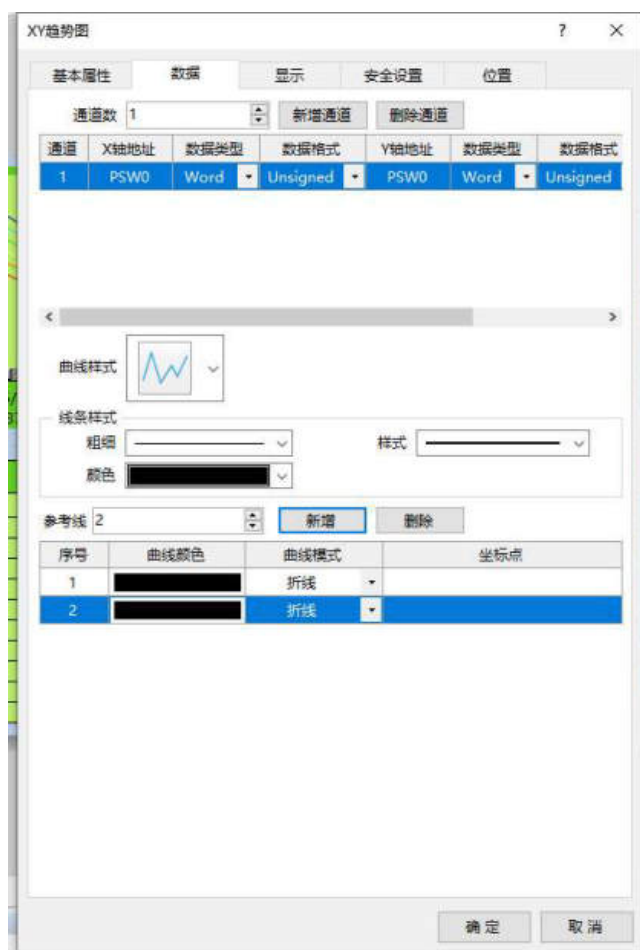 XY趋势图 ?
基本属性 数据 显示 安全设置 位置
通道数 1 新增通道 删除通道
通道 X轴地址 数据类型 数据格式 Y轴地址 数据类型 数据格式
1 PSW0 Word Unsigned PSW0 Word Unsigned
曲线样式
线条样式
粗细 样式
颜色
参考线 2 新增 删除
序号 曲线颜色 曲线模式 坐标点
1 折线
2 折线
确定 取消